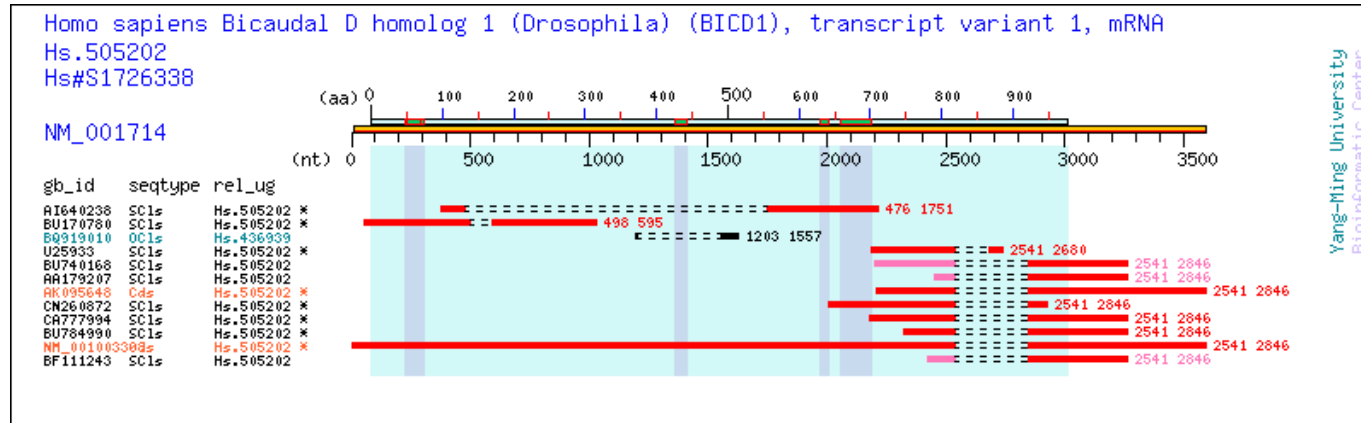 Homo sapiens Bicaudal D homolog 1 (Drosophila) (BICD1), transcript variant 1, mRNA
Hs.505202
Hs#S1726338
(aa) 0 100 200 300 400 500 600 700 800 900
NM_001714
(nt) 0 500 1000 1500 2000 2500 3000 3500
gb_id seqtype rel_ug
AI640238 SCls Hs.505202 * 476 1751
BU170780 SCls Hs.505202 * 498 595
BQ919010 OCls Hs.436939 1203 1557
U25933 SCls Hs.505202 * 2541 2680
BU740168 SCls Hs.505202 2541 2846
AA179207 SCls Hs.505202 2541 2846
AK095648 Cds Hs.505202 * 2541 2846
CN260872 SCls Hs.505202 * 2541 2846
CA777994 SCls Hs.505202 * 2541 2846
BU784990 SCls Hs.505202 * 2541 2846
Hs.505202 * 2541 2846
BF111243 SCls Hs.505202 2541 2846
Yang-Ming University
Bioinformatic Center